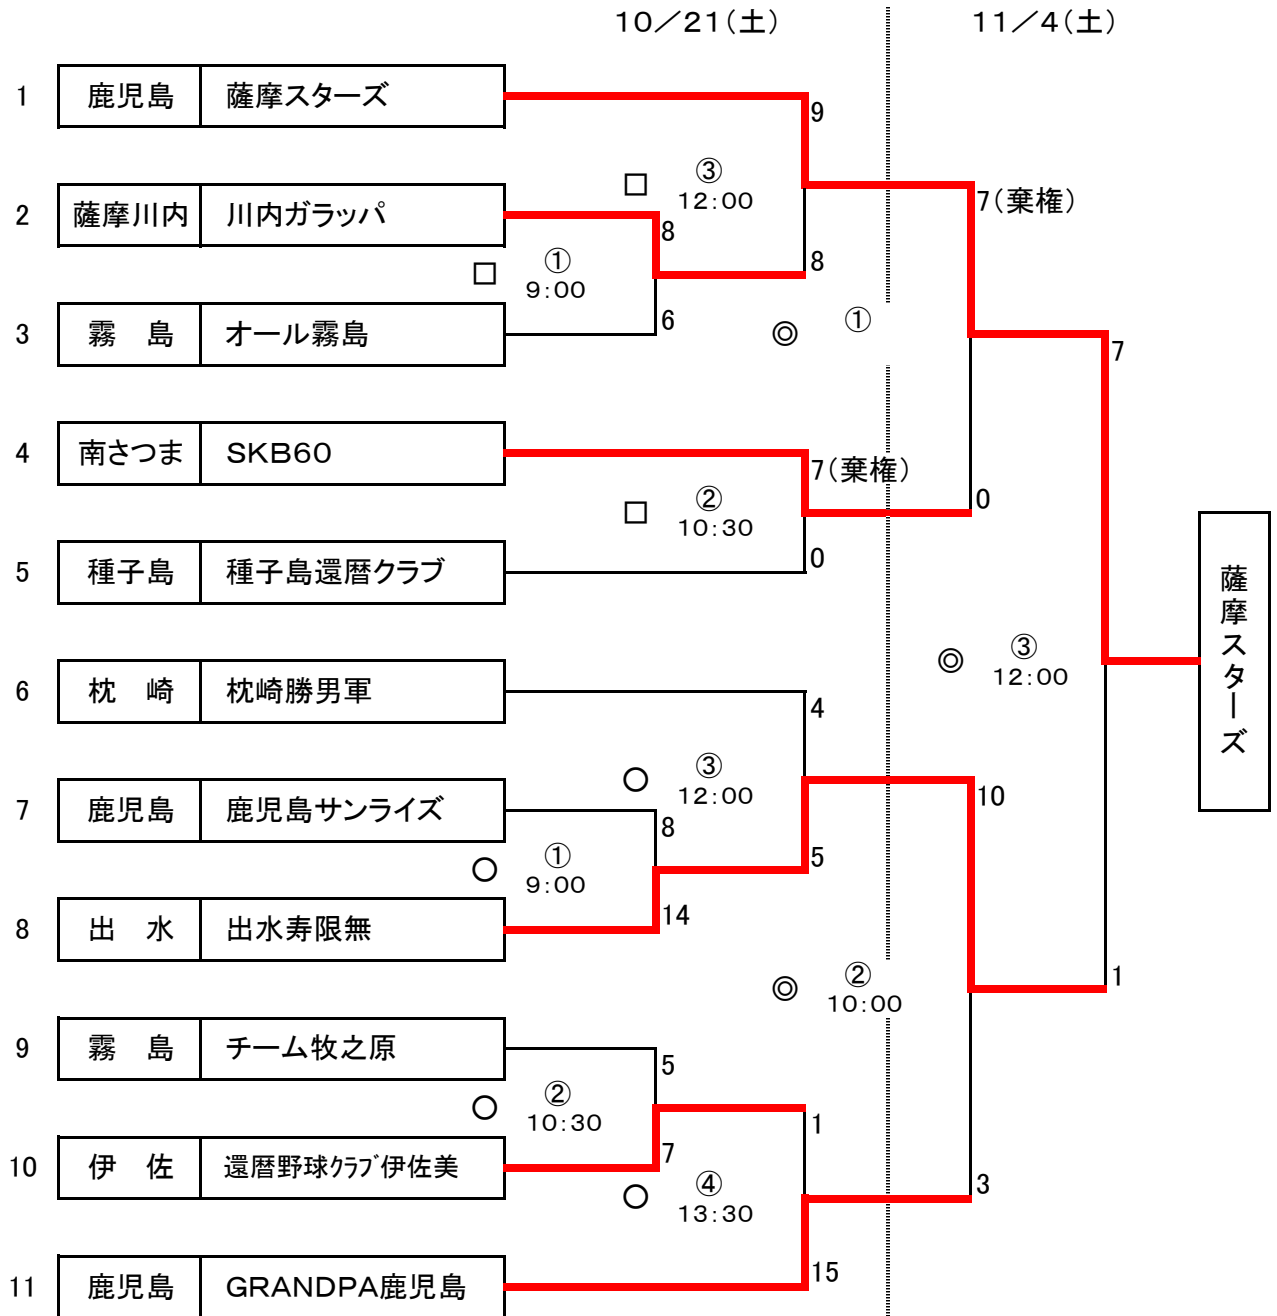 10／21(土)
11／4(土)
1 鹿児島 薩摩スターズ
9
③
□ 12:00
7(棄権)
2 薩摩川内 川内ガラッパ
8
8
①
□ 9:00
3 霧　島 オール霧島
6
◎ ①
7
4 南さつま SKB60
7(棄権)
②
□ 10:30
0
5 種子島 種子島還暦クラブ
0
薩摩スターズ
③
◎ 12:00
6 枕　崎 枕崎勝男軍
4
③
○ 12:00
10
7 鹿児島 鹿児島サンライズ
8
5
①
○ 9:00
8 出　水 出水寿限無
14
②
◎ 10:00
1
9 霧　島 チーム牧之原
5
②
○ 10:30
1
10 伊　佐 還暦野球クラブ伊佐美
7
④
○ 13:30
3
11 鹿児島 GRANDPA鹿児島
15